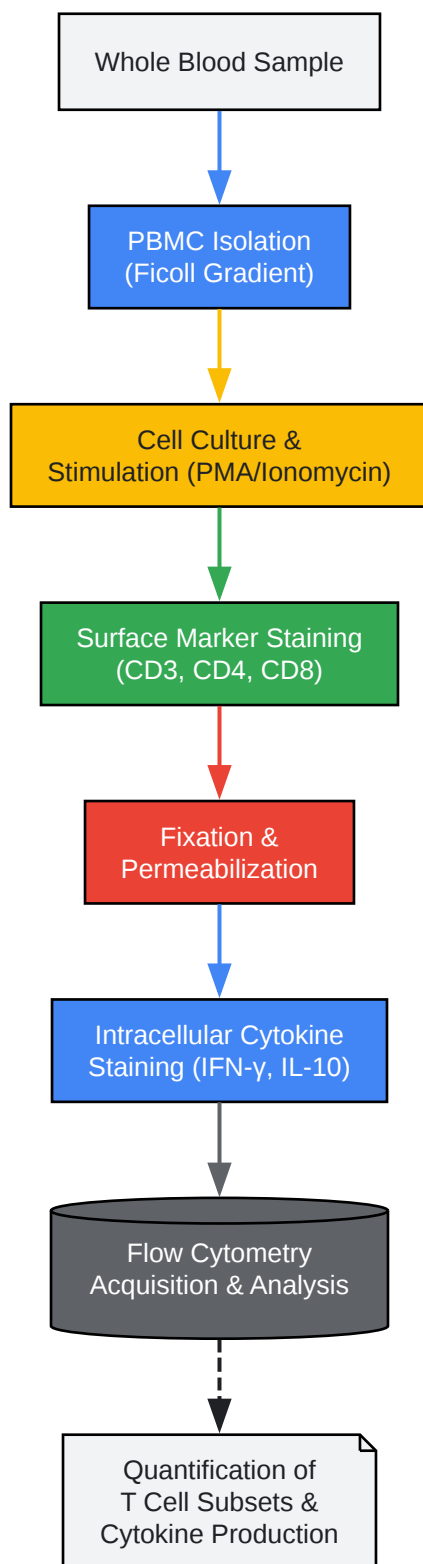 Whole Blood Sample
PBMC Isolation
(Ficoll Gradient)
Cell Culture &
Stimulation (PMA/Ionomycin)
Surface Marker Staining
(CD3, CD4, CD8)
Fixation &
Permeabilization
Intracellular Cytokine
Staining (IFN-γ, IL-10)
Flow Cytometry
Acquisition & Analysis
Quantification of
T Cell Subsets &
Cytokine Production